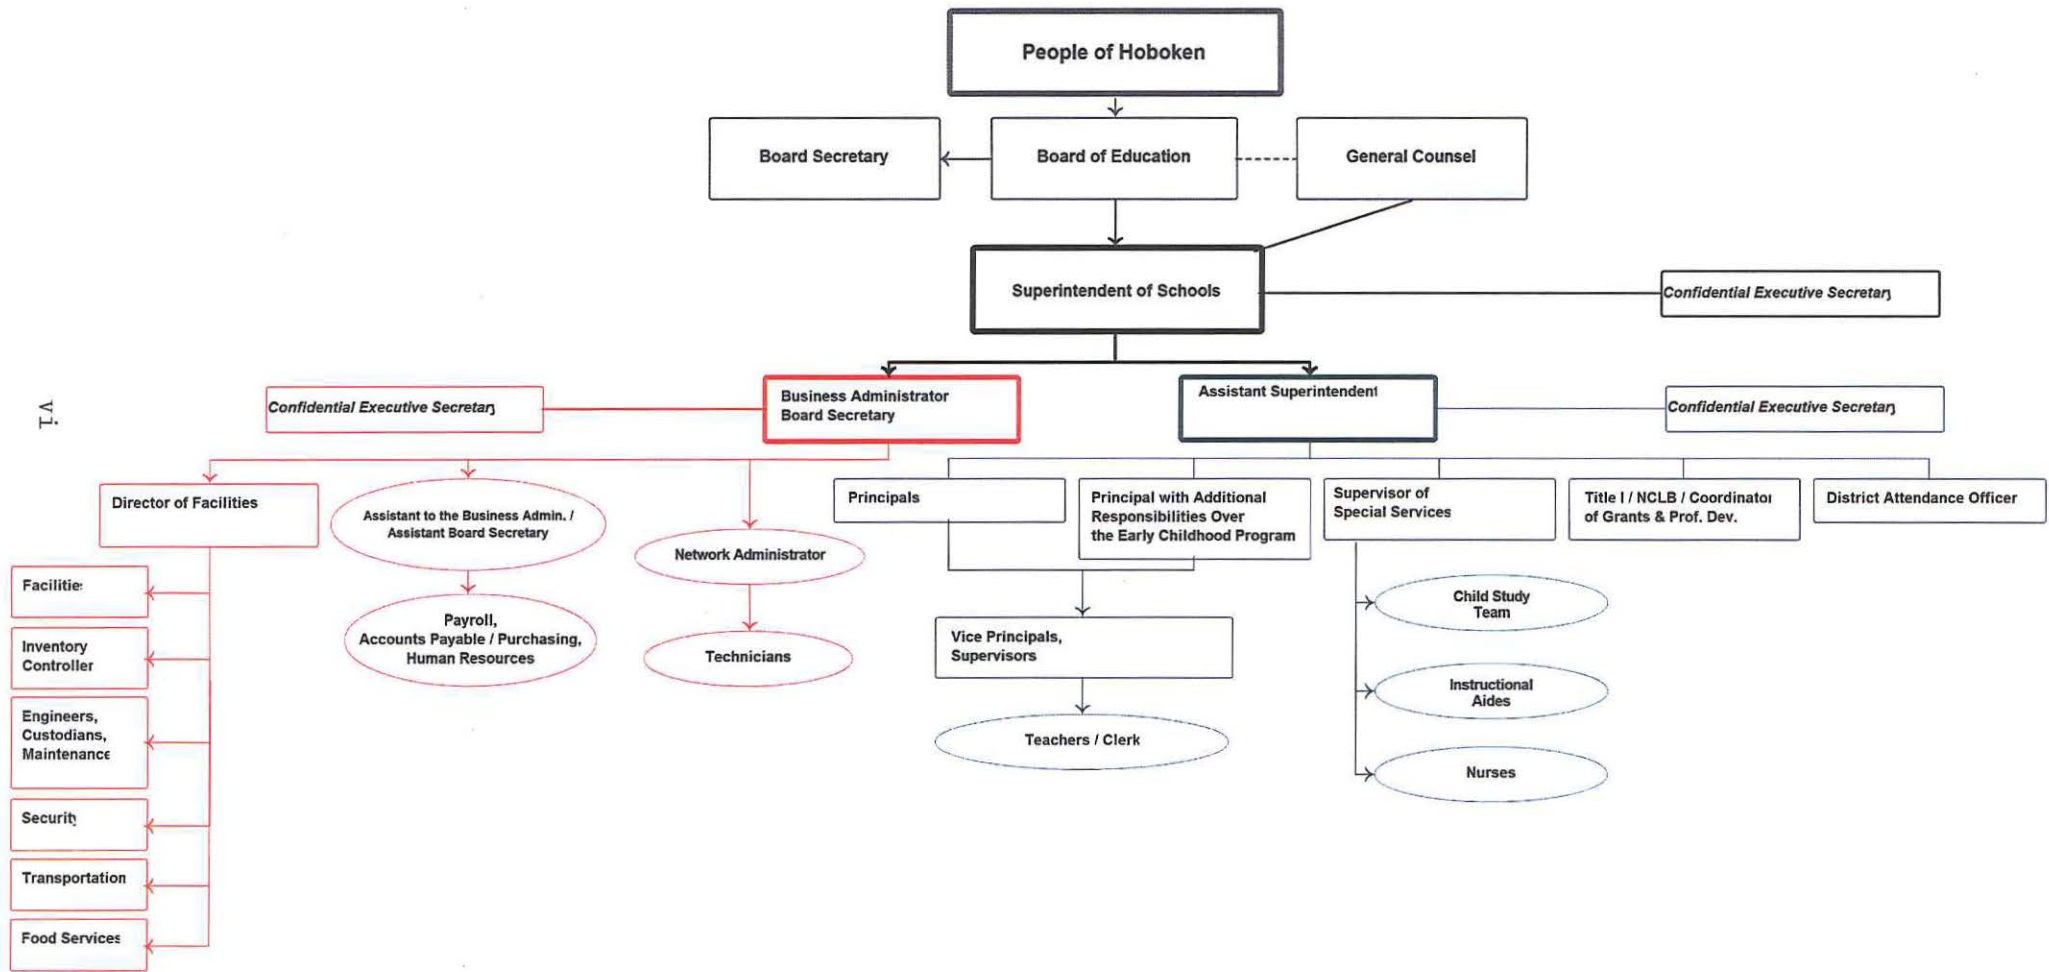 People of Hoboken
Board Secretary
Board of Education
General Counsel
Superintendent of Schools
Confidential Executive Secretary
Confidential Executive Secretary
Business Administrator
Board Secretary
Assistant Superintendent
Confidential Executive Secretary
vi
Director of Facilities
Assistant to the Business Admin. /
Assistant Board Secretary
Network Administrator
Principals
Principal with Additional
Responsibilities Over
the Early Childhood Program
Supervisor of
Special Services
Title I / NCLB / Coordinator
of Grants & Prof. Dev.
District Attendance Officer
Facilities
Inventory
Controller
Engineers,
Custodians,
Maintenance
Security
Transportation
Food Services
Payroll,
Accounts Payable / Purchasing,
Human Resources
Technicians
Vice Principals,
Supervisors
Teachers / Clerk
Child Study
Team
Instructional
Aides
Nurses